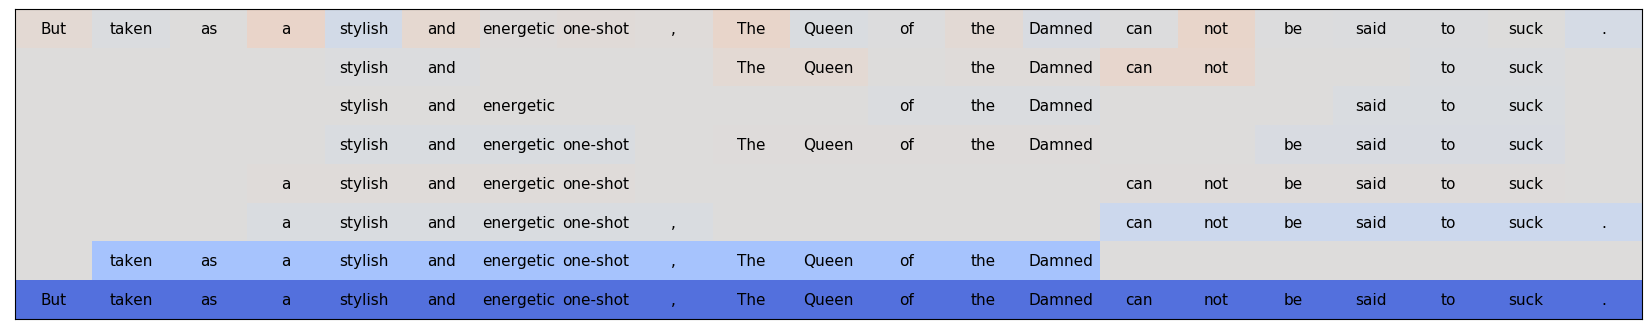 But taken as a stylish and energetic one-shot , The Queen of the Damned can not be said to suck .
stylish and The Queen the Damned can not to suck
stylish and energetic of the Damned said to suck
stylish and energetic one-shot The Queen of the Damned be said to suck
a stylish and energetic one-shot can not be said to suck
a stylish and energetic one-shot , can not be said to suck .
taken as a stylish and energetic one-shot , The Queen of the Damned
But taken as a stylish and energetic one-shot , The Queen of the Damned can not be said to suck .